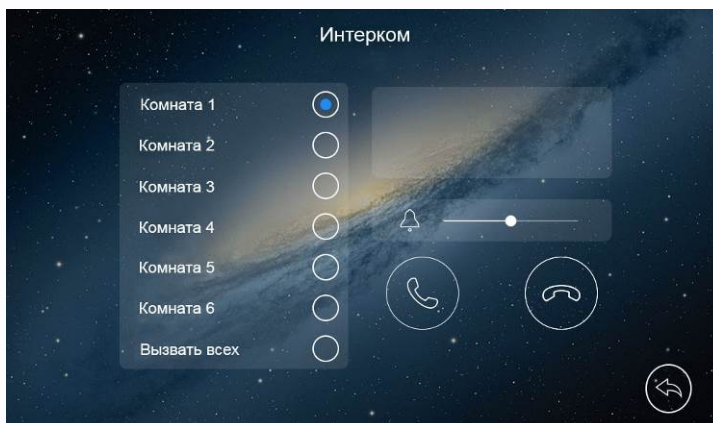 Интерком
Комната 1
Комната 2
Комната 3
Комната 4
Комната 5
Комната 6
Вызвать всех